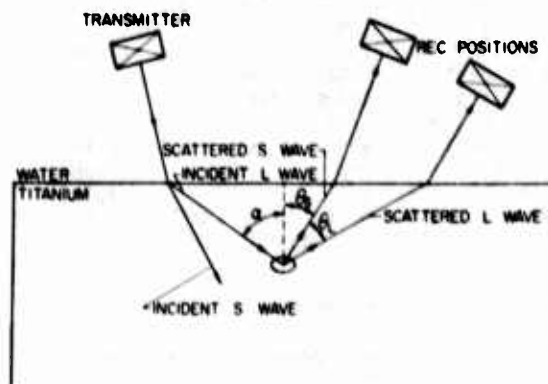 TRANSMITTER
REC POSITIONS
SCATTERED S WAVE
WATER
INCIDENT L WAVE
TITANIUM
α
θ
θ
SCATTERED L WAVE
INCIDENT S WAVE